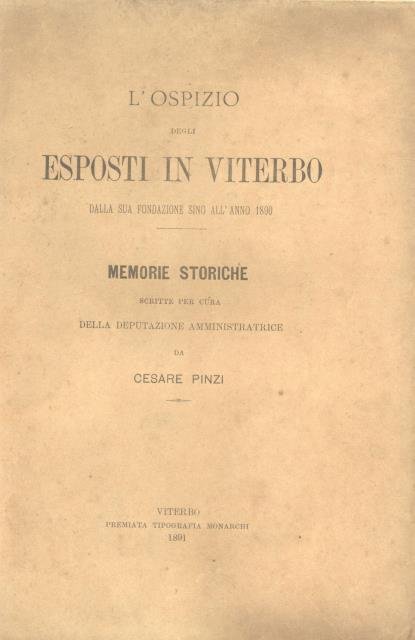 L'OSPIZIO
DEGLI
ESPOSTI IN VITERBO
DALLA SUA FONDAZIONE SINO ALL'ANNO 1890
MEMORIE STORICHE
SCRITTE PER CURA
DELLA DEPUTAZIONE AMMINISTRATRICE
DA
CESARE PINZI
VITERBO
PREMIATA TIPOGRAFIA MONARCHI
1891